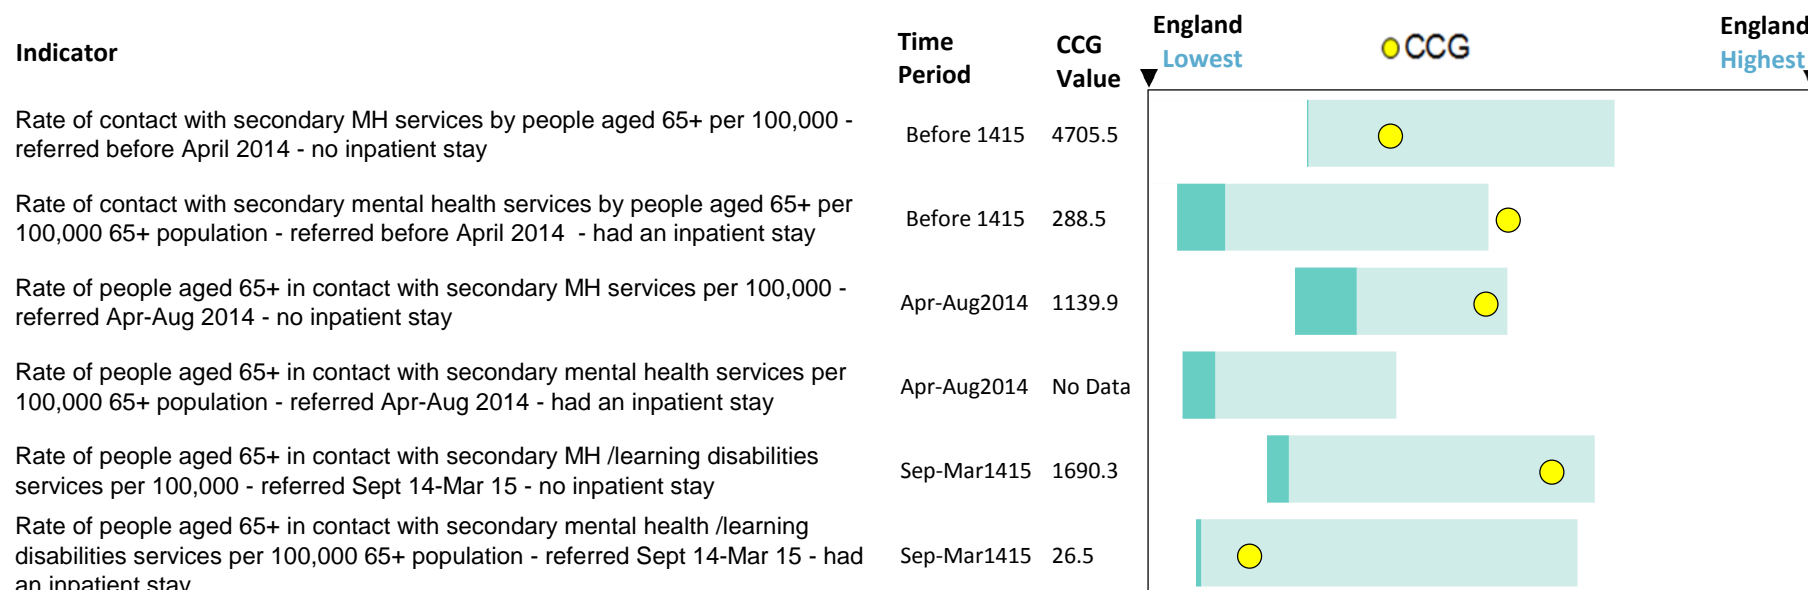 Indicator
Time
Period
CCG
Value
England
Lowest
CCG
England
Highest
Rate of contact with secondary MH services by people aged 65+ per 100,000 -
referred before April 2014 - no inpatient stay
Before 1415
4705.5
Rate of contact with secondary mental health services by people aged 65+ per
100,000 65+ population - referred before April 2014  - had an inpatient stay
Before 1415
288.5
Rate of people aged 65+ in contact with secondary MH services per 100,000 -
referred Apr-Aug 2014 - no inpatient stay
Apr-Aug2014
1139.9
Rate of people aged 65+ in contact with secondary mental health services per
100,000 65+ population - referred Apr-Aug 2014 - had an inpatient stay
Apr-Aug2014
No Data
Rate of people aged 65+ in contact with secondary MH /learning disabilities
services per 100,000 - referred Sept 14-Mar 15 - no inpatient stay
Sep-Mar1415
1690.3
Rate of people aged 65+ in contact with secondary mental health /learning
disabilities services per 100,000 65+ population - referred Sept 14-Mar 15 - had
an inpatient stay
Sep-Mar1415
26.5